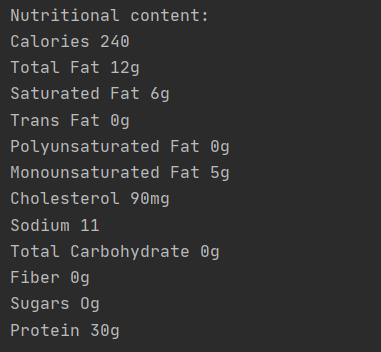 Nutritional content:
Calories 240
Total Fat 12g
Saturated Fat 6g
Trans Fat 0g
Polyunsaturated Fat 0g
Monounsaturated Fat 5g
Cholesterol 90mg
Sodium 11
Total Carbohydrate 0g
Fiber 0g
Sugars Og
Protein 30g